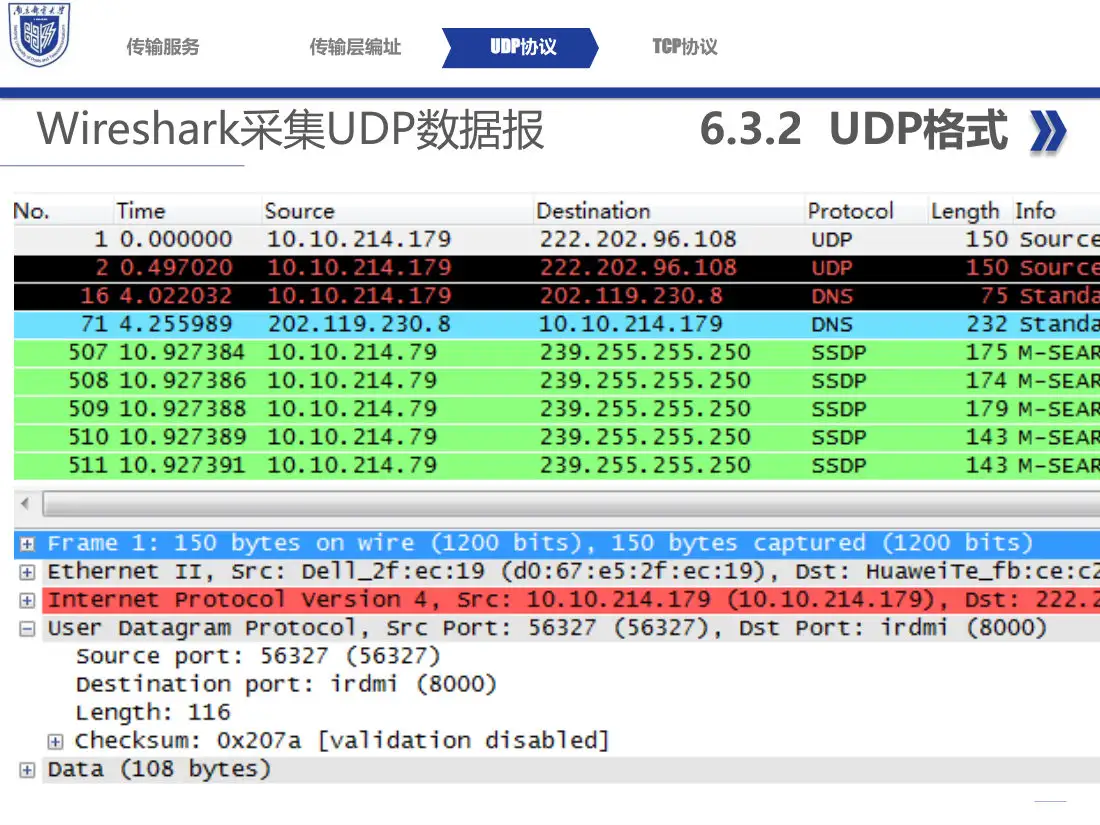 南京邮电大学
传输服务 传输层编址 UDP协议 TCP协议
Wireshark采集UDP数据报 6.3.2 UDP格式
No. Time Source Destination Protocol Length Info
1 0.000000 10.10.214.179 222.202.96.108 UDP 150 Source
2 0.497020 10.10.214.179 222.202.96.108 UDP 150 Source
16 4.022032 10.10.214.179 202.119.230.8 DNS 75 Standa
71 4.255989 202.119.230.8 10.10.214.179 DNS 232 Standa
507 10.927384 10.10.214.79 239.255.255.250 SSDP 175 M-SEAR
508 10.927386 10.10.214.79 239.255.255.250 SSDP 174 M-SEAR
509 10.927388 10.10.214.79 239.255.255.250 SSDP 179 M-SEAR
510 10.927389 10.10.214.79 239.255.255.250 SSDP 143 M-SEAR
511 10.927391 10.10.214.79 239.255.255.250 SSDP 143 M-SEAR
Frame 1: 150 bytes on wire (1200 bits), 150 bytes captured (1200 bits)
Ethernet II, Src: Dell_2f:ec:19 (d0:67:e5:2f:ec:19), Dst: HuaweiTe_fb:ce:c2
Internet Protocol Version 4, Src: 10.10.214.179 (10.10.214.179), Dst: 222.2
User Datagram Protocol, Src Port: 56327 (56327), Dst Port: irdmi (8000)
Source port: 56327 (56327)
Destination port: irdmi (8000)
Length: 116
Checksum: 0x207a [validation disabled]
Data (108 bytes)